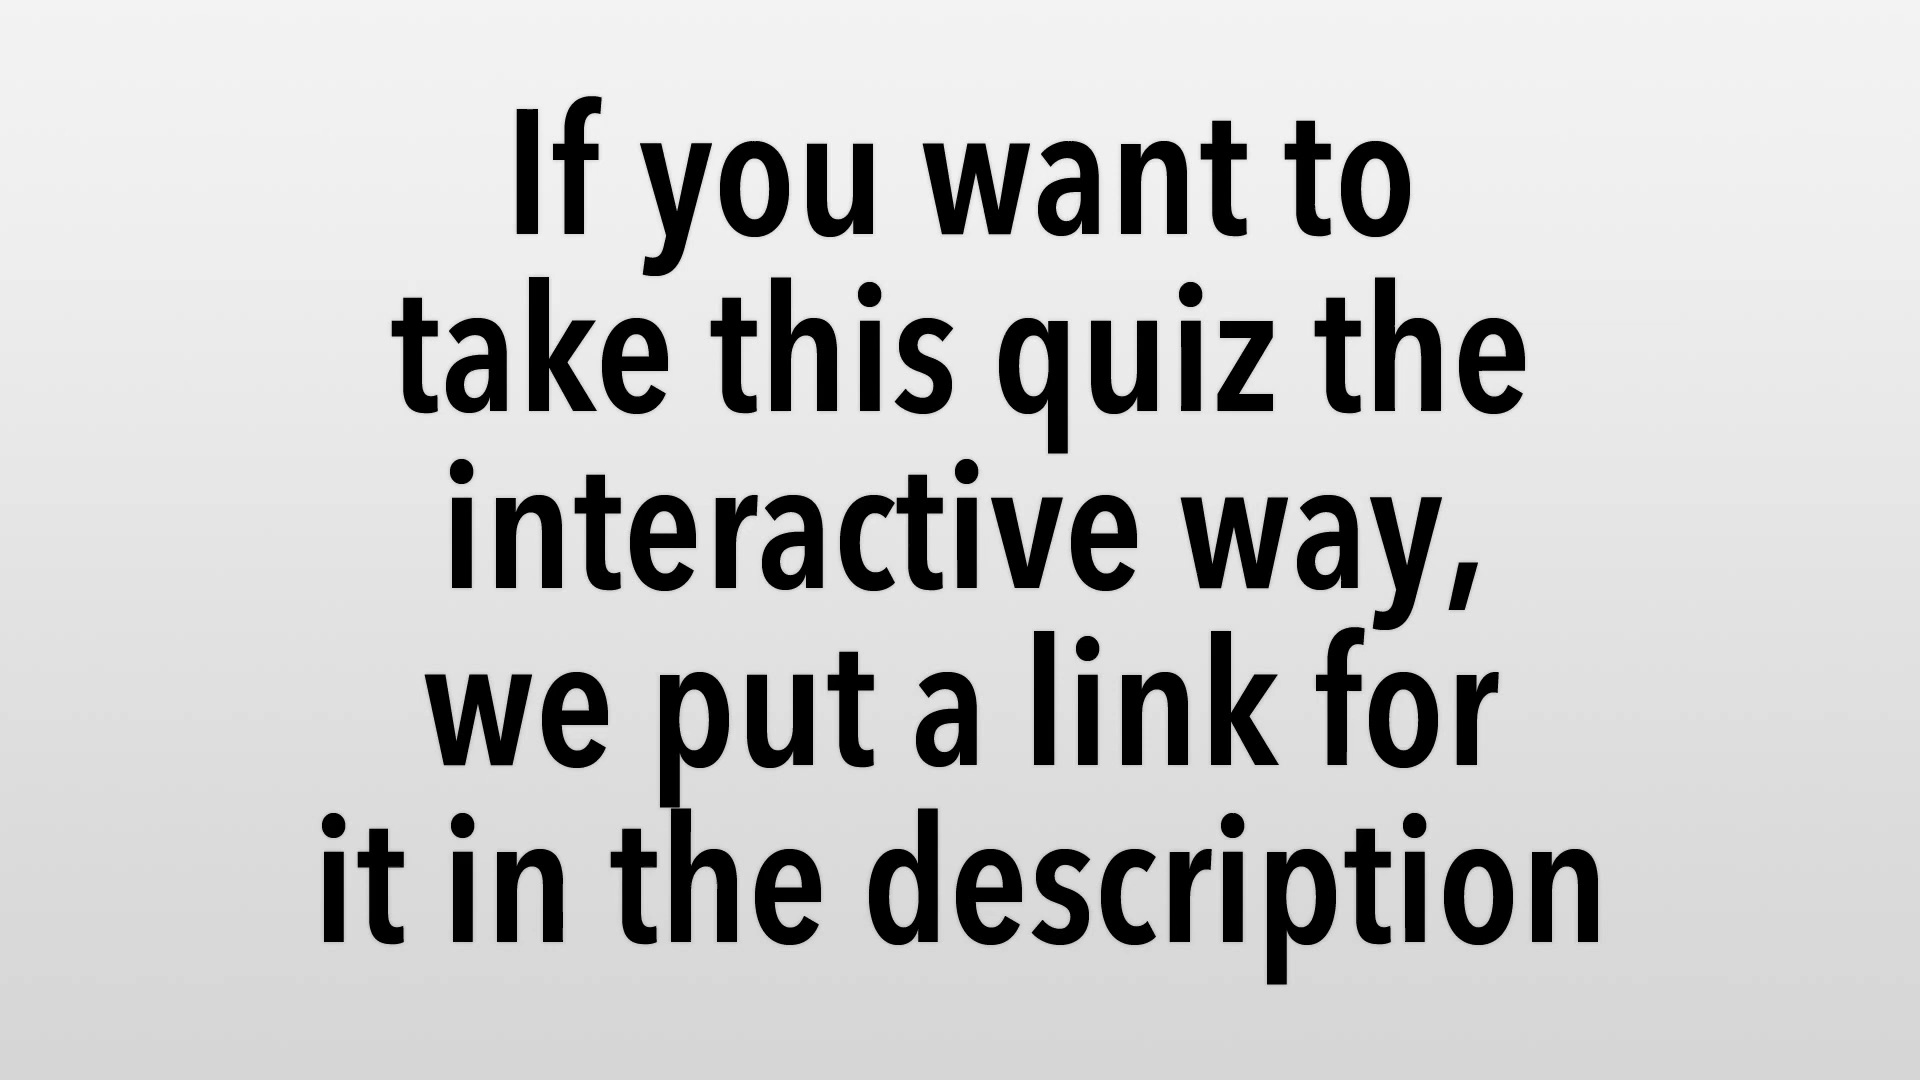 If you want to
take this quiz the
interactive way,
we put a link for
it in the description